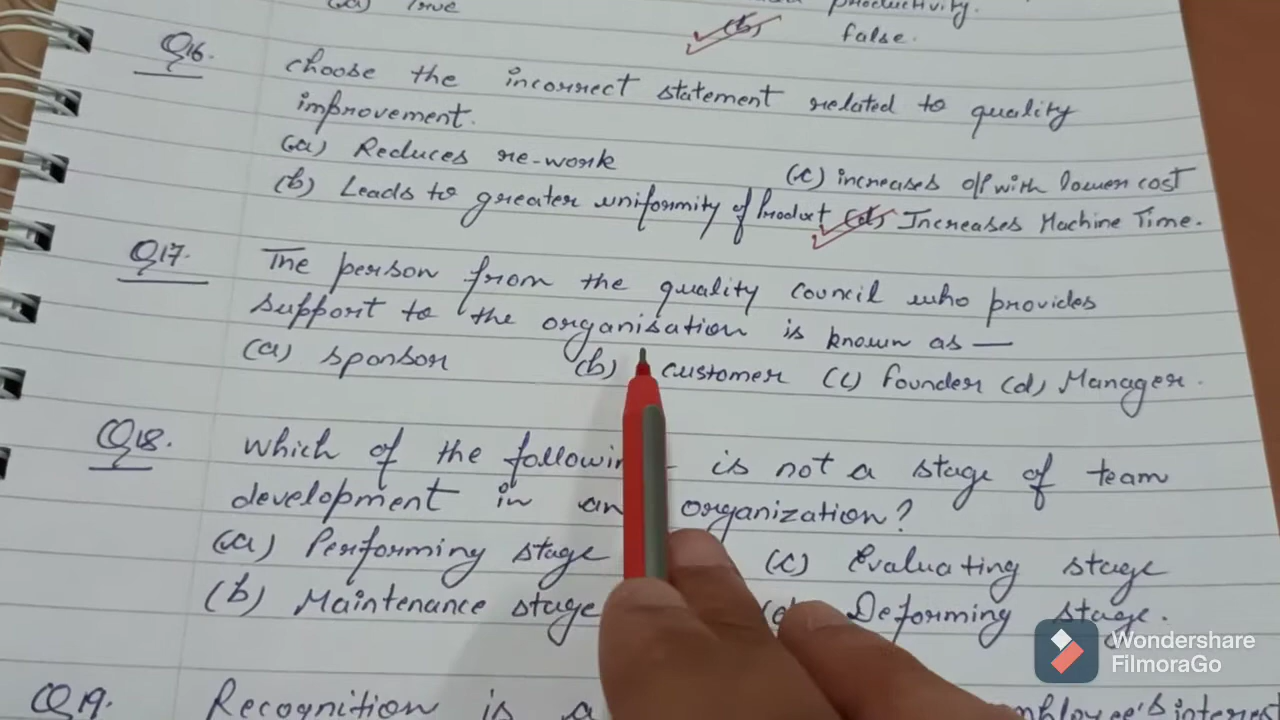 (a) True
(b) false.
productivity.
Q16. choose the incorrect statement related to quality
improvement.
(a) Reduces re-work
(c) increases o/p with lower cost
(b) Leads to greater uniformity of Product (d) Increases Machine Time.
Q17. The person from the quality council who provides
support to the organisation is known as —
(a) sponsor (b) customer (c) founder (d) Manager.
Q18. which of the is not a stage of team
development in an organization?
(a) Performing stage (c) Evaluating stage
(b) Maintenance stage Deforming stage.
Q19. Recognition is a employee's interest
Wondershare
FilmoraGo